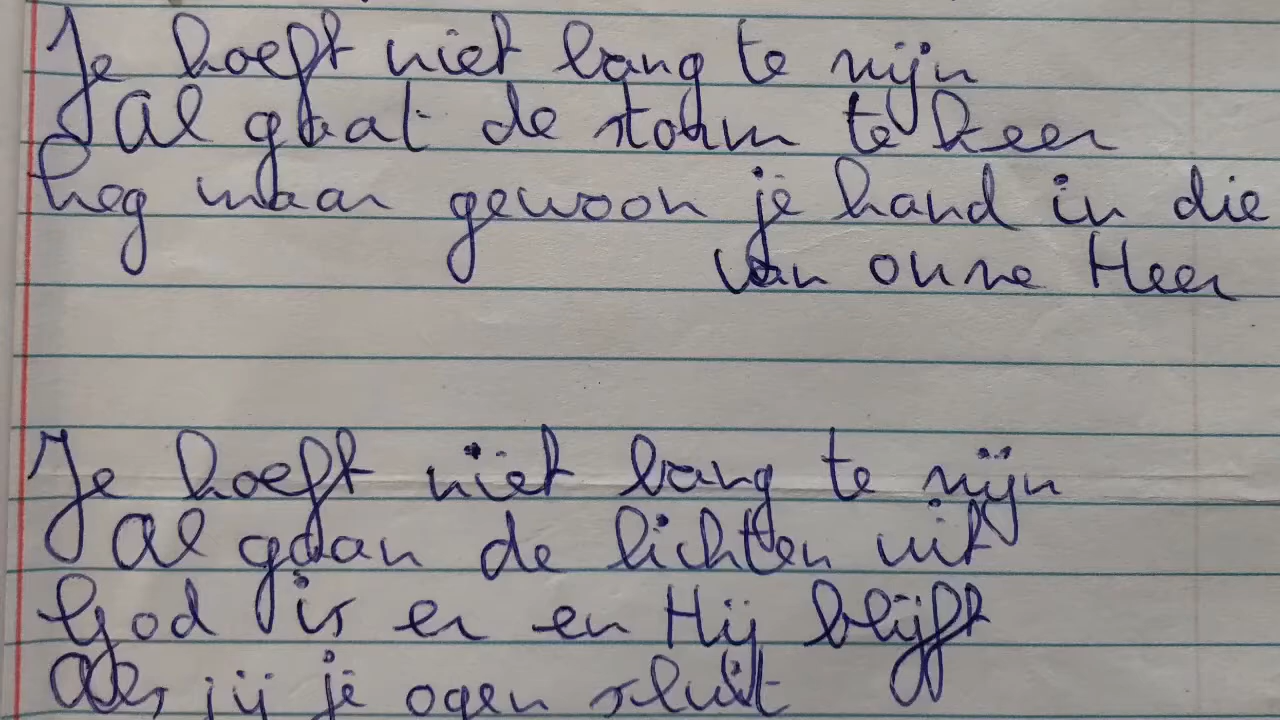 Je hoeft niet bang te zijn
Al gaat de storm te keer
Leg maar gewoon je hand in die
van onze Heer
Je hoeft niet bang te zijn
Al gaan de lichten uit
God is er en Hij blijft
Als jij je ogen sluit